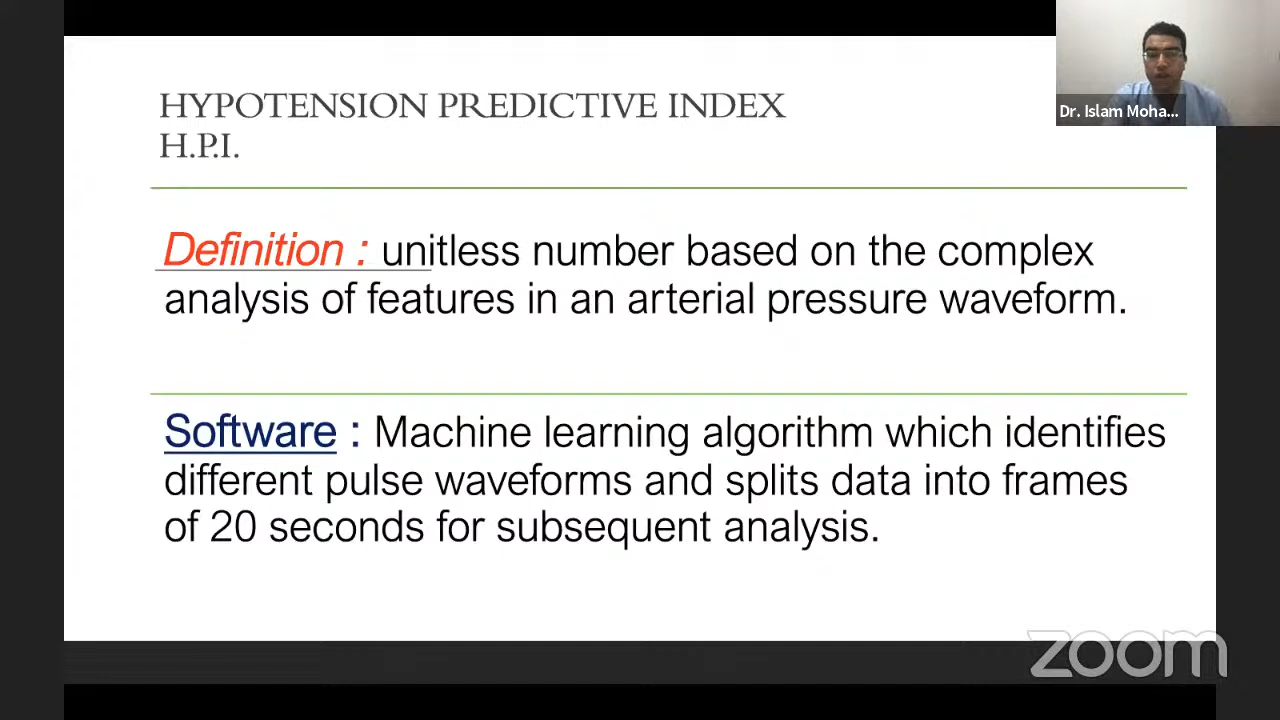 HYPOTENSION PREDICTIVE INDEX
H.P.I.
Dr. Islam Moha...
Definition : unitless number based on the complex
analysis of features in an arterial pressure waveform.
Software : Machine learning algorithm which identifies
different pulse waveforms and splits data into frames
of 20 seconds for subsequent analysis.
zoom